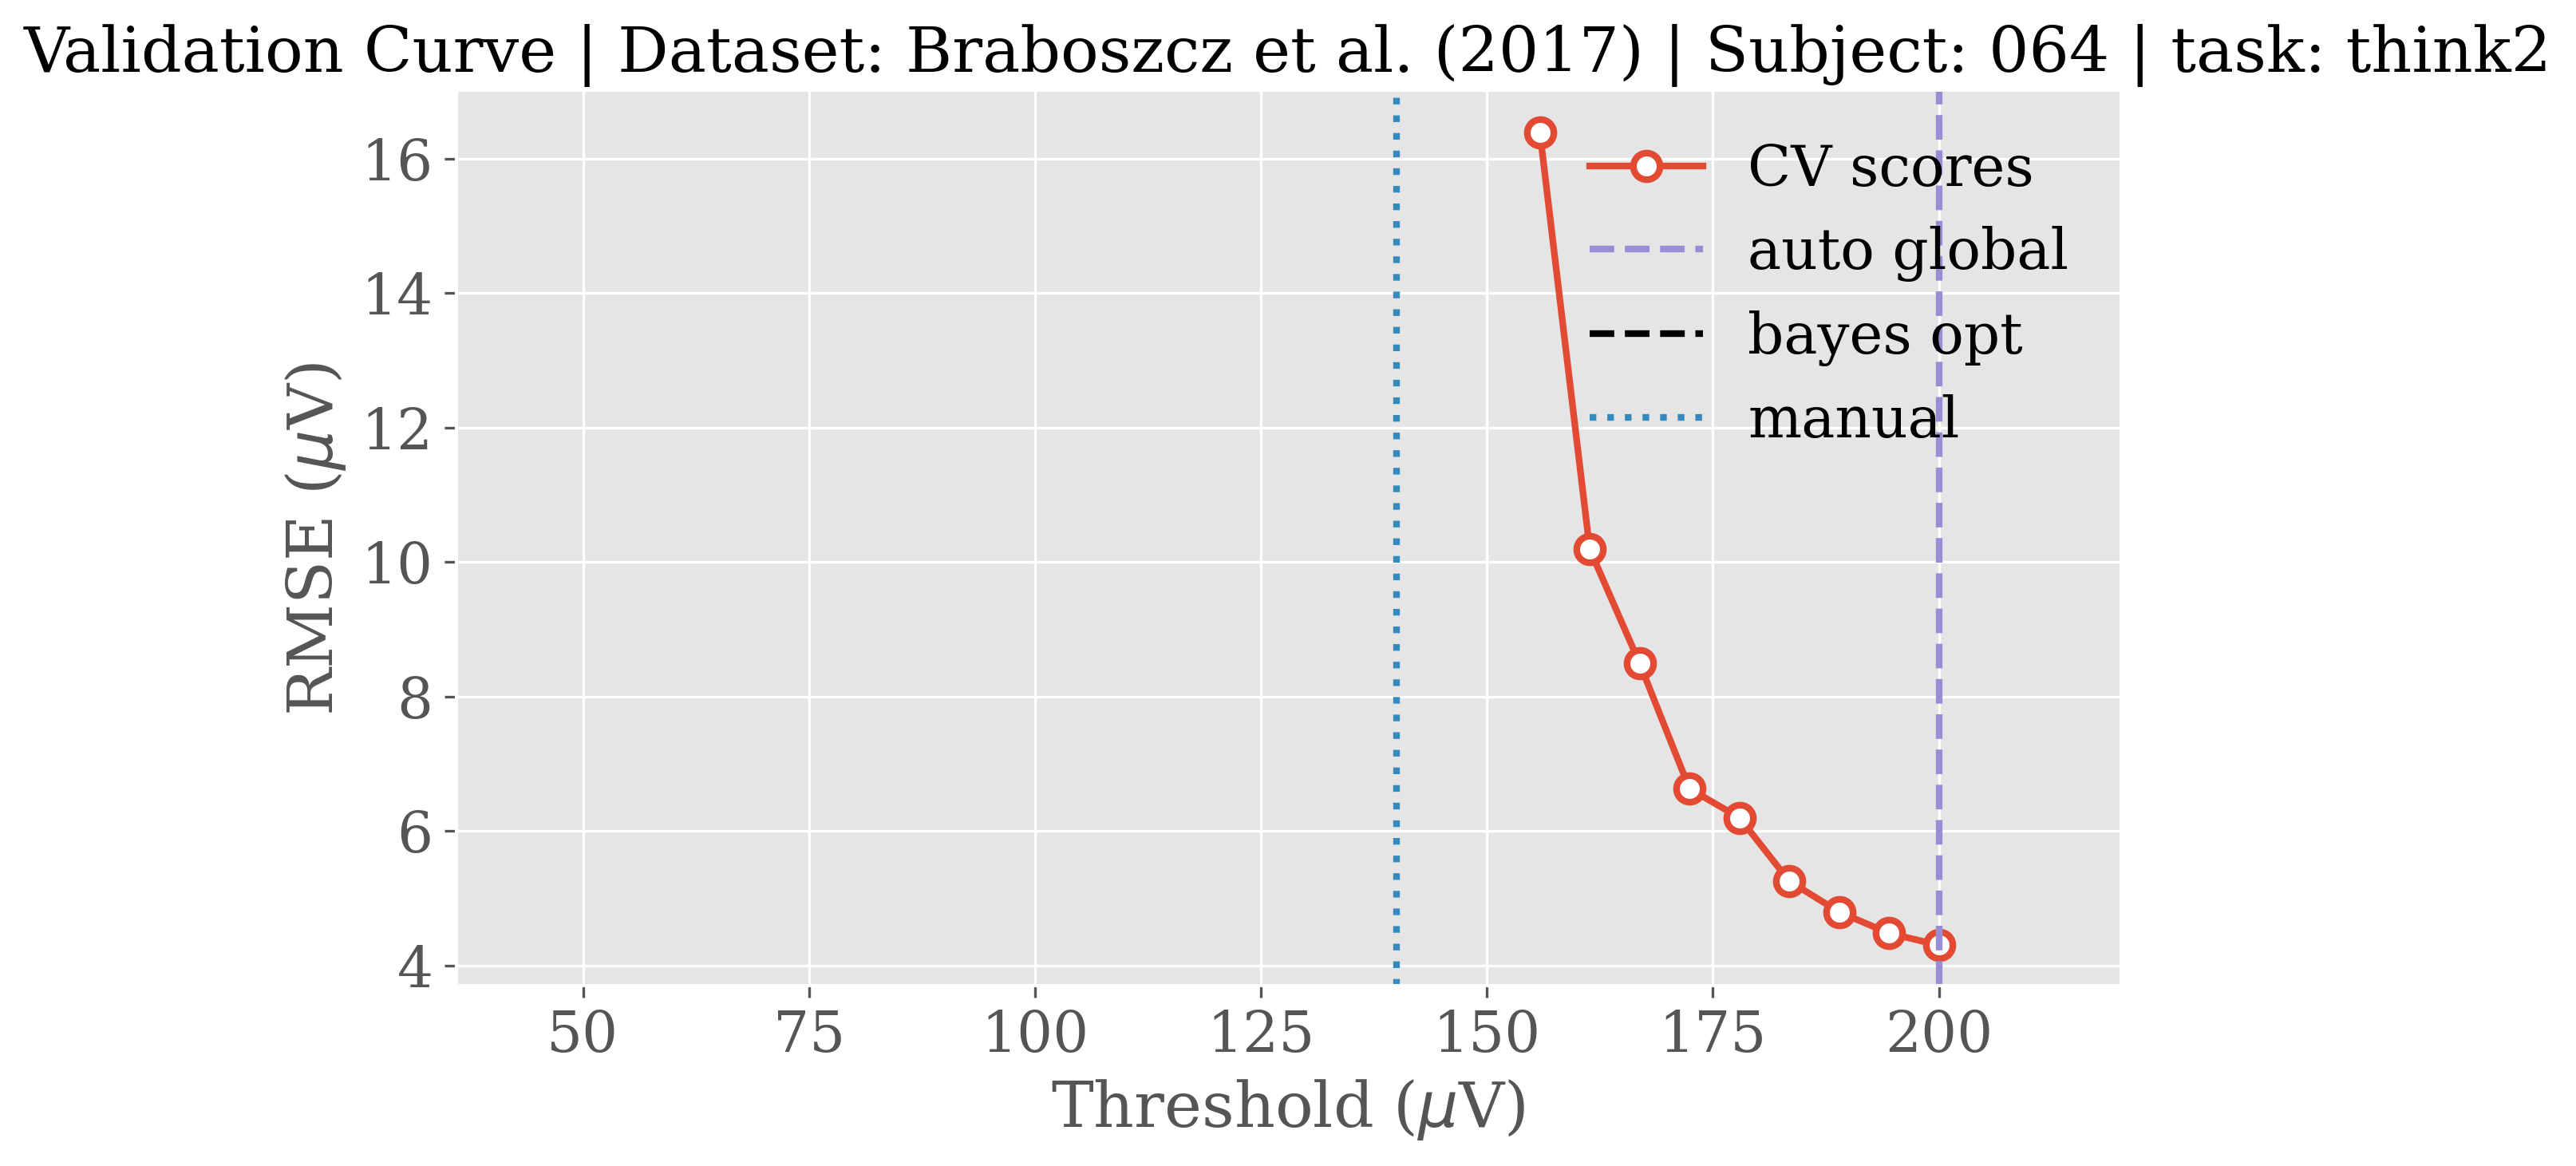 Validation Curve | Dataset: Braboszcz et al. (2017) | Subject: 064 | task: think2
RMSE (μV)
16
14
12
10
8
6
4
CV scores
auto global
bayes opt
manual
50 75 100 125 150 175 200
Threshold (μV)